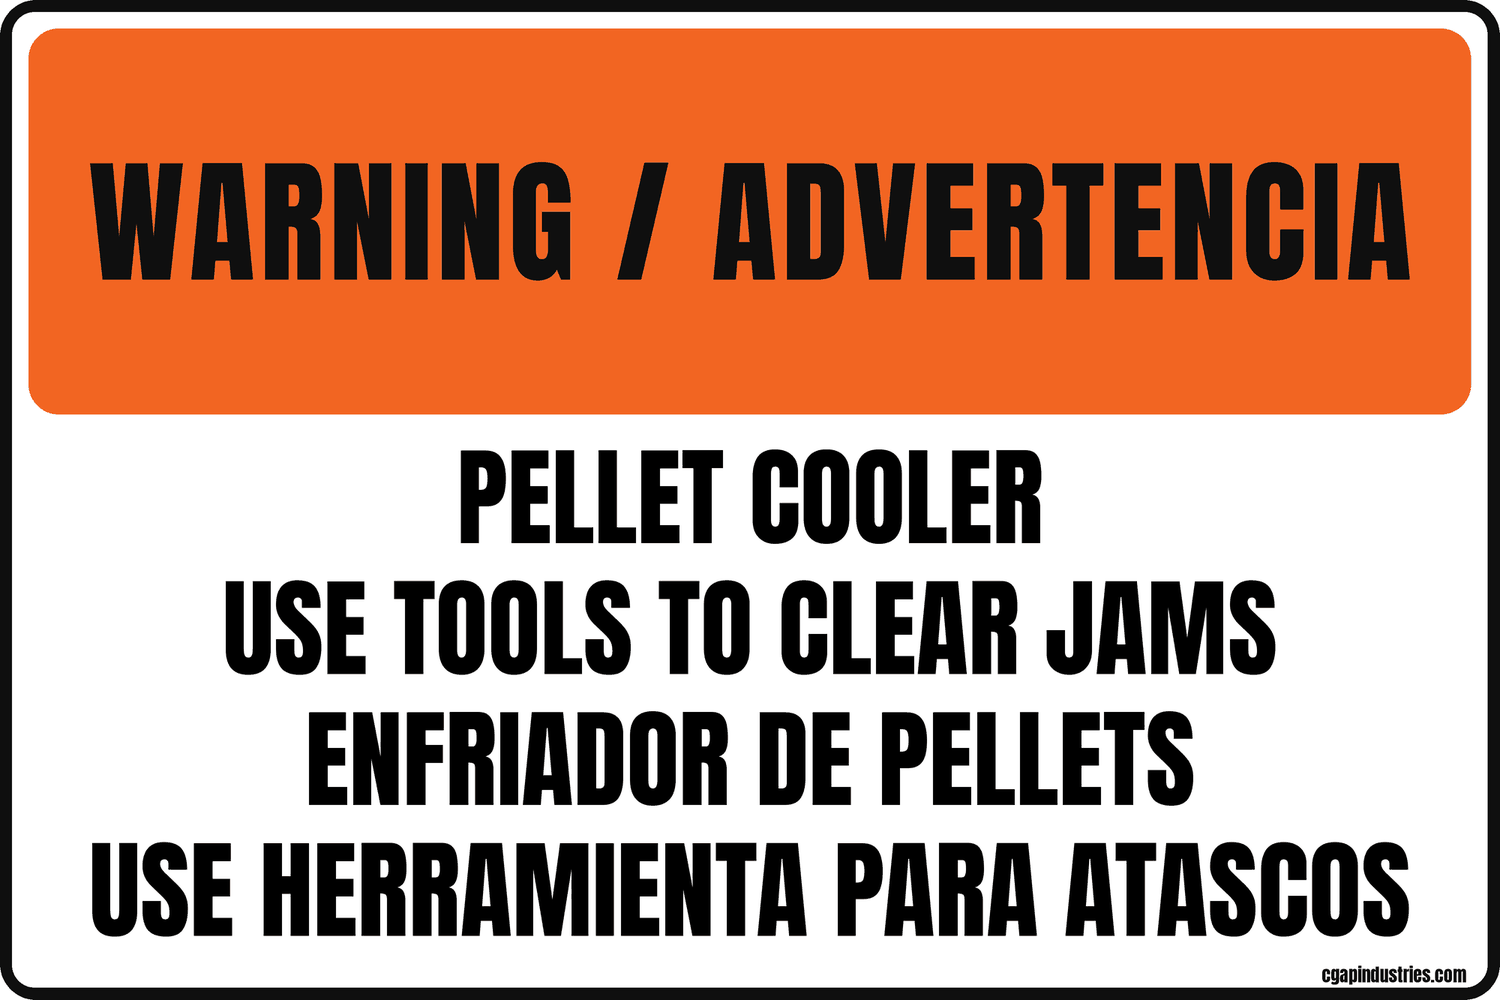 WARNING / ADVERTENCIA
PELLET COOLER
USE TOOLS TO CLEAR JAMS
ENFRIADOR DE PELLETS
USE HERRAMIENTA PARA ATASCOS
cgapindustries.com